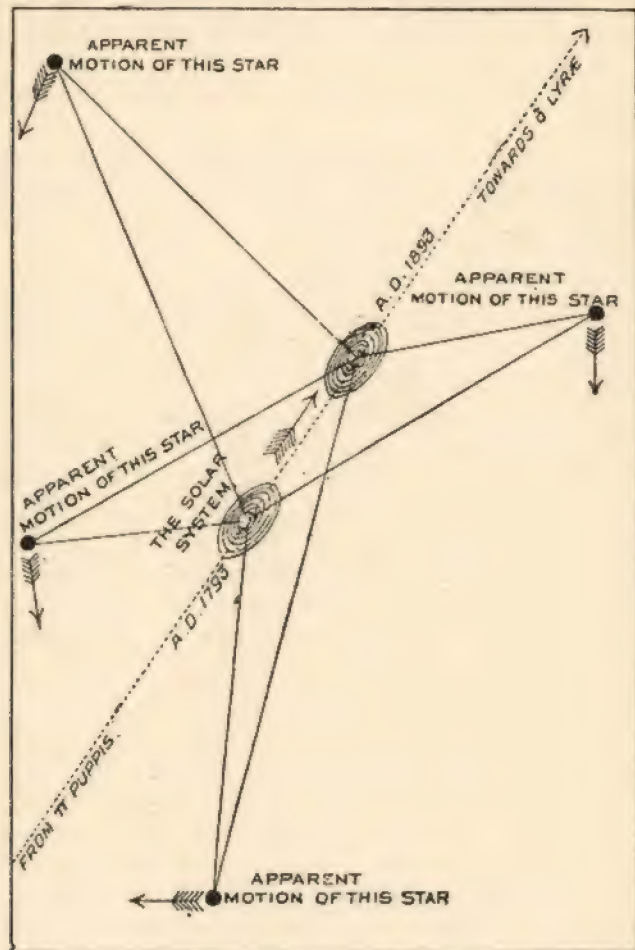 APPARENT
MOTION OF THIS STAR
TOWARDS δ LYRÆ
A.D. 1893
APPARENT
MOTION OF THIS STAR
APPARENT
MOTION OF THIS STAR
THE SOLAR
SYSTEM
A.D. 1793
FROM π PUPPIS.
APPARENT
MOTION OF THIS STAR